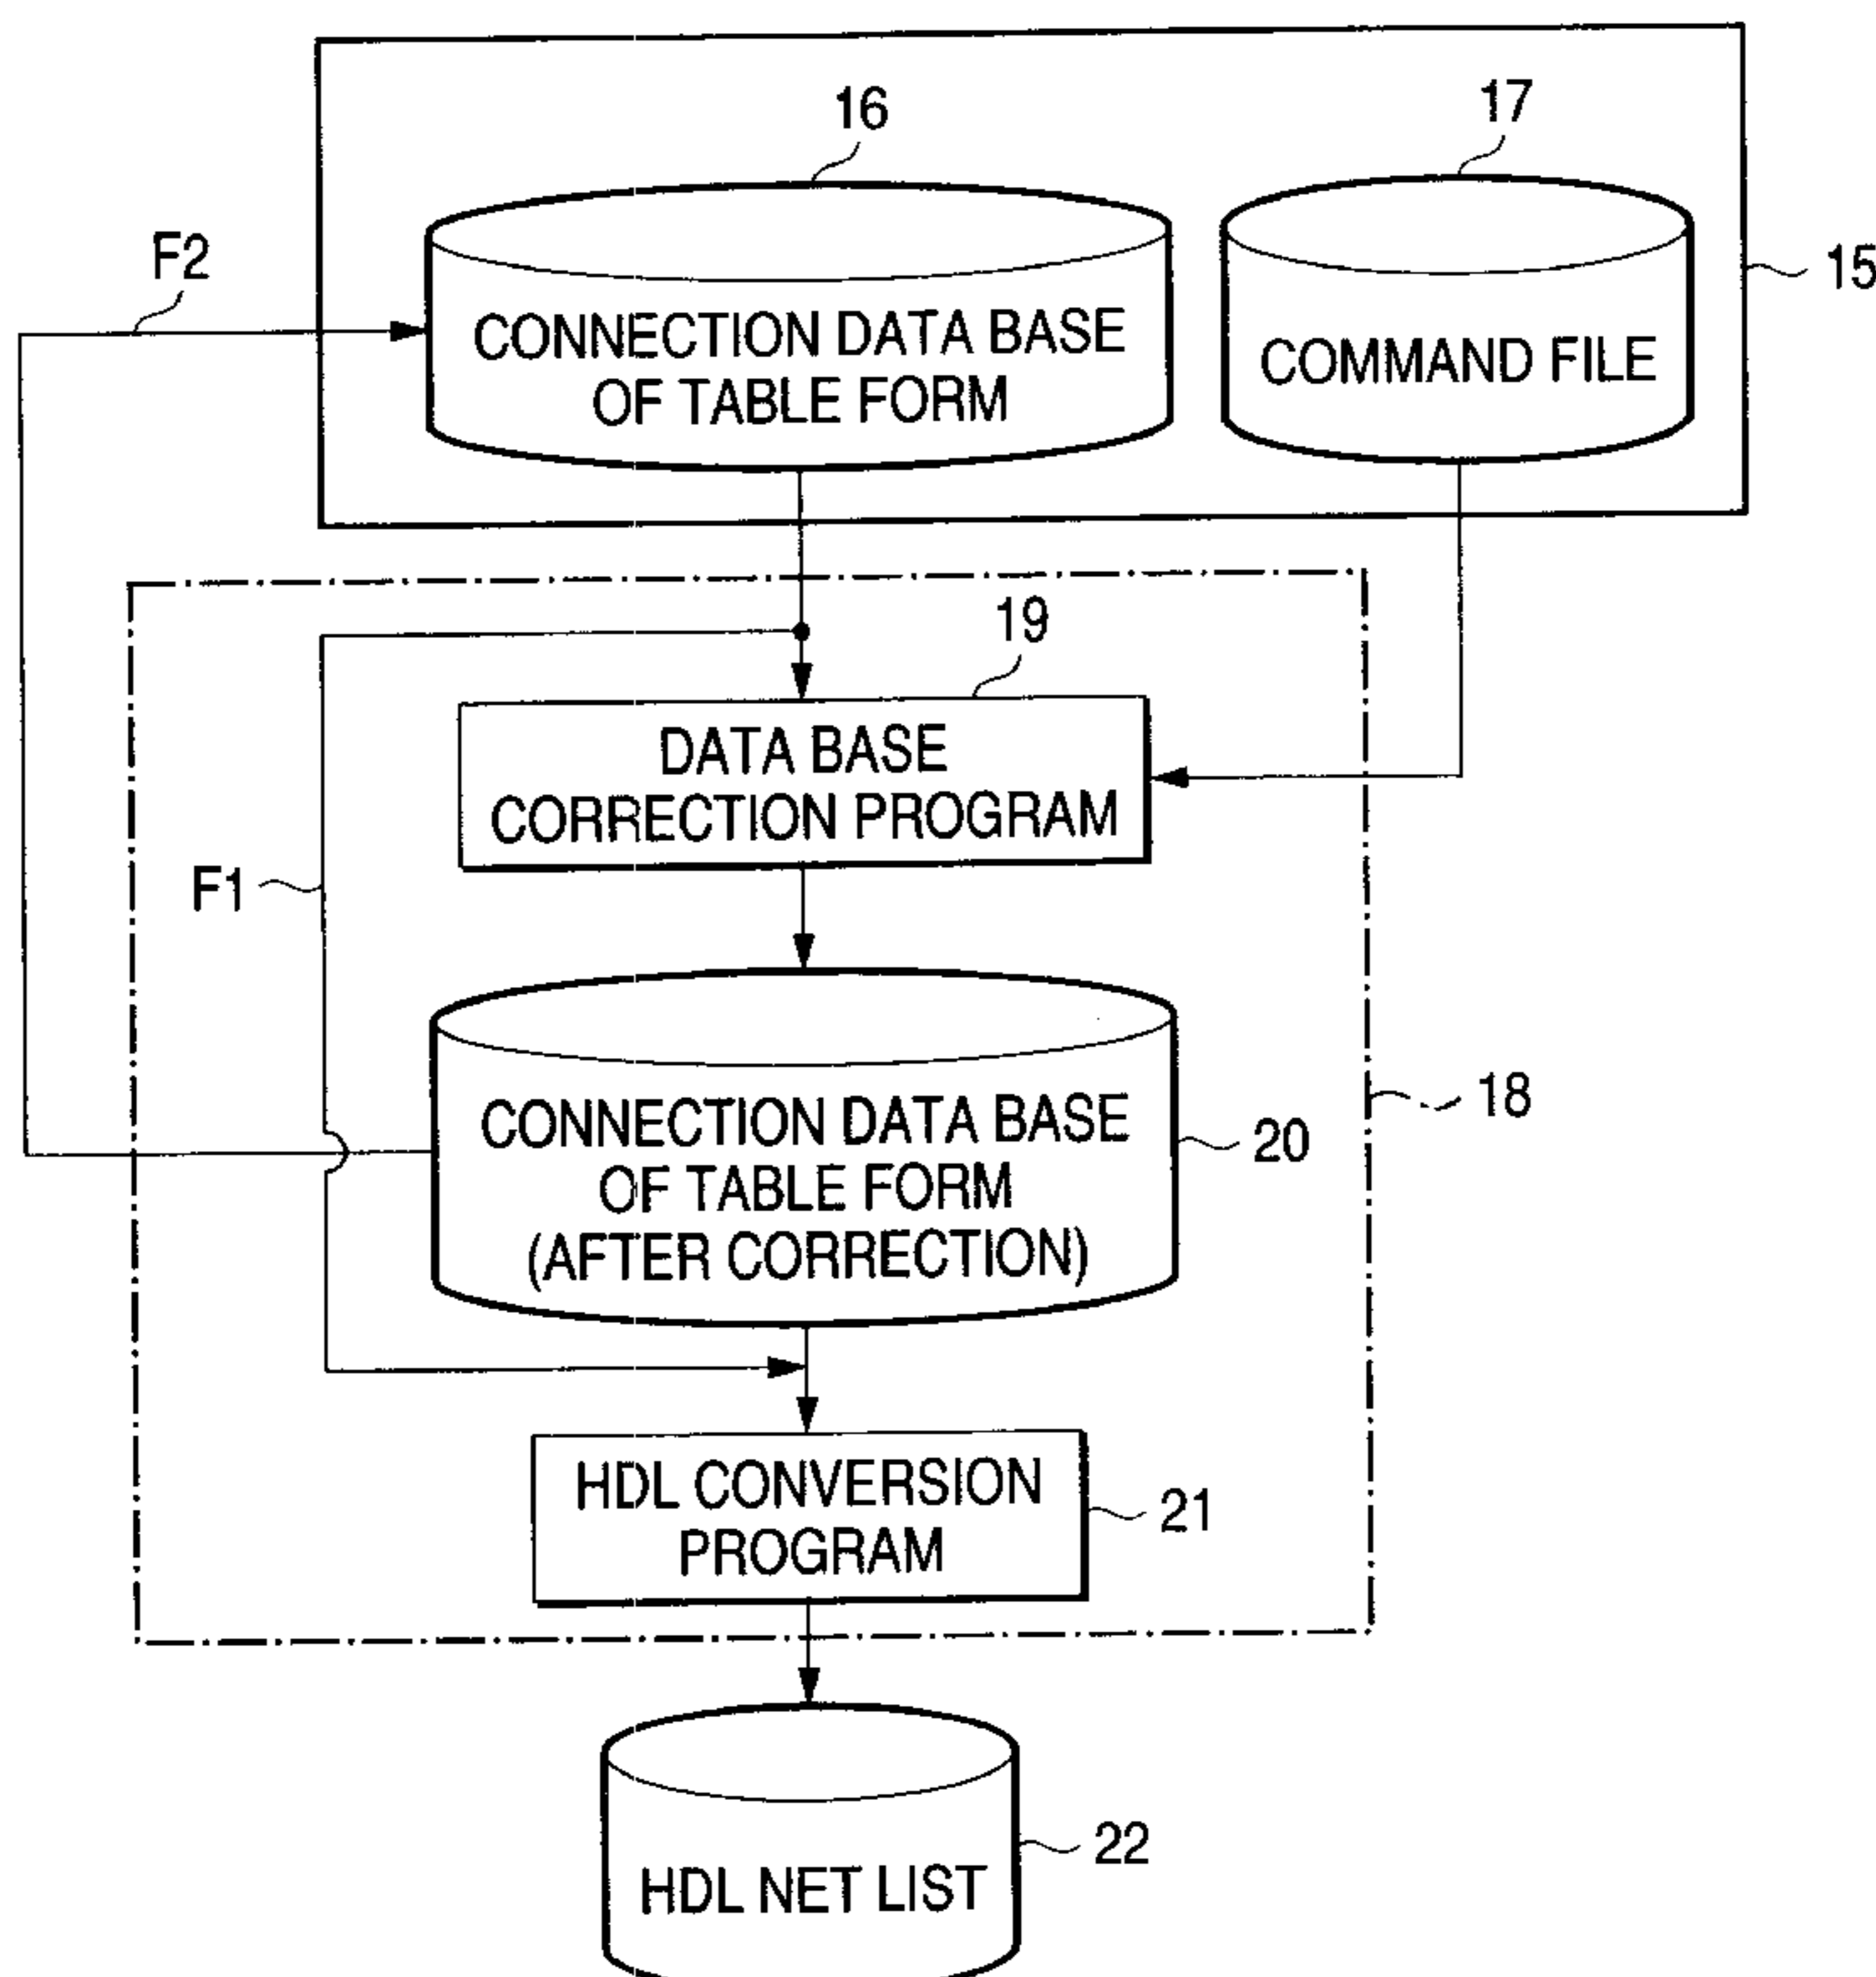 16
17
F2
15
CONNECTION DATA BASE
OF TABLE FORM
COMMAND FILE
19
DATA BASE
CORRECTION PROGRAM
F1
18
CONNECTION DATA BASE
OF TABLE FORM
(AFTER CORRECTION)
20
HDL CONVERSION
PROGRAM
21
22
HDL NET LIST